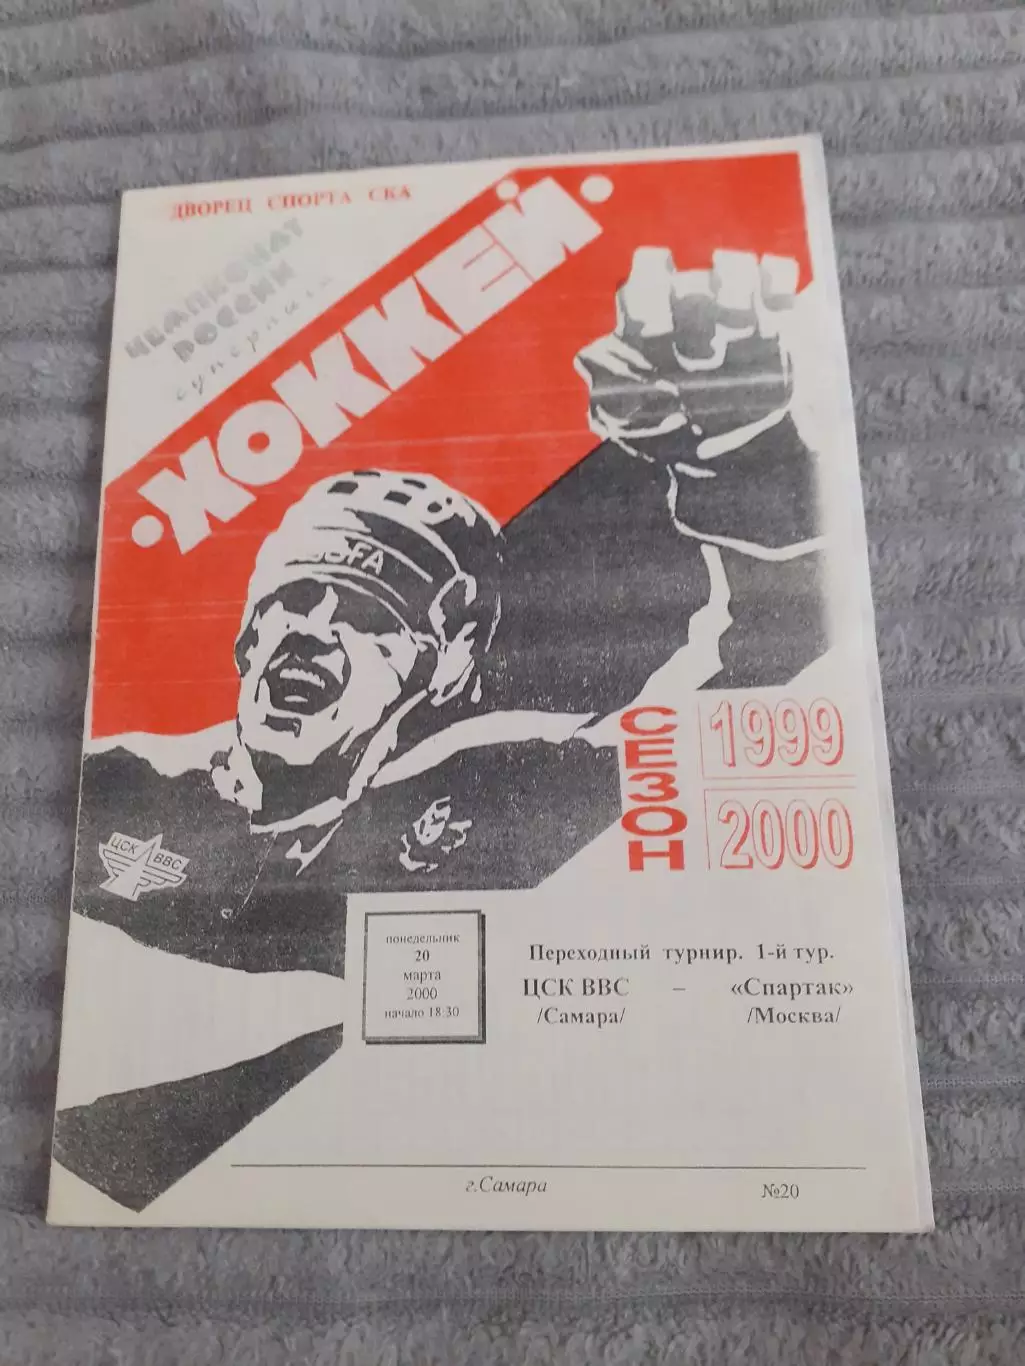 ДВОРЕЦ СПОРТА СКА
ЧЕМПИОНАТ
РОССИИ
суперлига
•ХОККЕЙ•
СЕЗОН
1999
2000
ЦСК ВВС
понедельник
20
марта
2000
начало 18:30
Переходный турнир. 1-й тур.
ЦСК ВВС – «Спартак»
/Самара/ /Москва/
г.Самара №20